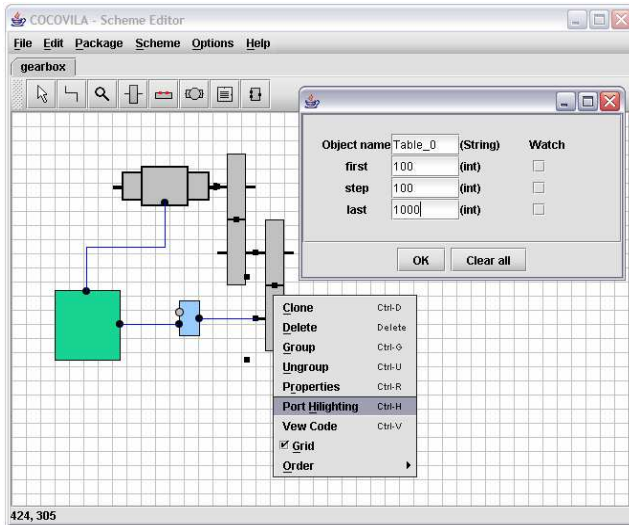 COCOVILA - Scheme Editor
File Edit Package Scheme Options Help
gearbox
Object name Table_0 (String) Watch
first 100 (int)
step 100 (int)
last 1000 (int)
OK Clear all
Clone Ctrl-D
Delete Delete
Group Ctrl-G
Ungroup Ctrl-U
Properties Ctrl-R
Port Hilighting Ctrl-H
Vew Code Ctrl-V
Grid
Order
424, 305